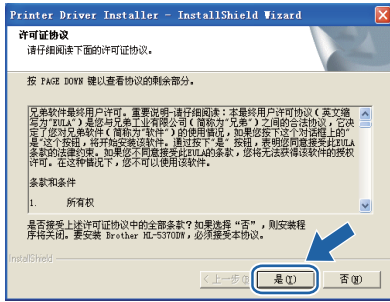 Printer Driver Installer - InstallShield Wizard
许可证协议
请仔细阅读下面的许可证协议。
按 PAGE DOWN 键以查看协议的剩余部分。
兄弟软件最终用户许可。重要说明-请仔细阅读：本最终用户许可协议(英文缩
写为"EULA")是您与兄弟工业有限公司(简称为"兄弟")之间的合法协议，它决
定了您对兄弟软件(简称为"软件")的使用情况，如果您按下这个对话框上的"
是"这个按钮，将开始安装该软件。通过按下"是" 按钮，表明您同意接受此EULA
条款的法律约束。如果您不同意接受此EULA的条款，您将无法获得该软件的授权
许可。在这种情况下，您不可以使用该软件。
条款和条件
1. 所有权
是否接受上述许可证协议中的全部条款？如果选择“否”，则安装程
序将关闭。要安装 Brother HL-5370DW，必须接受本协议。
InstallShield
<上一步(B) 是(Y) 否(N)